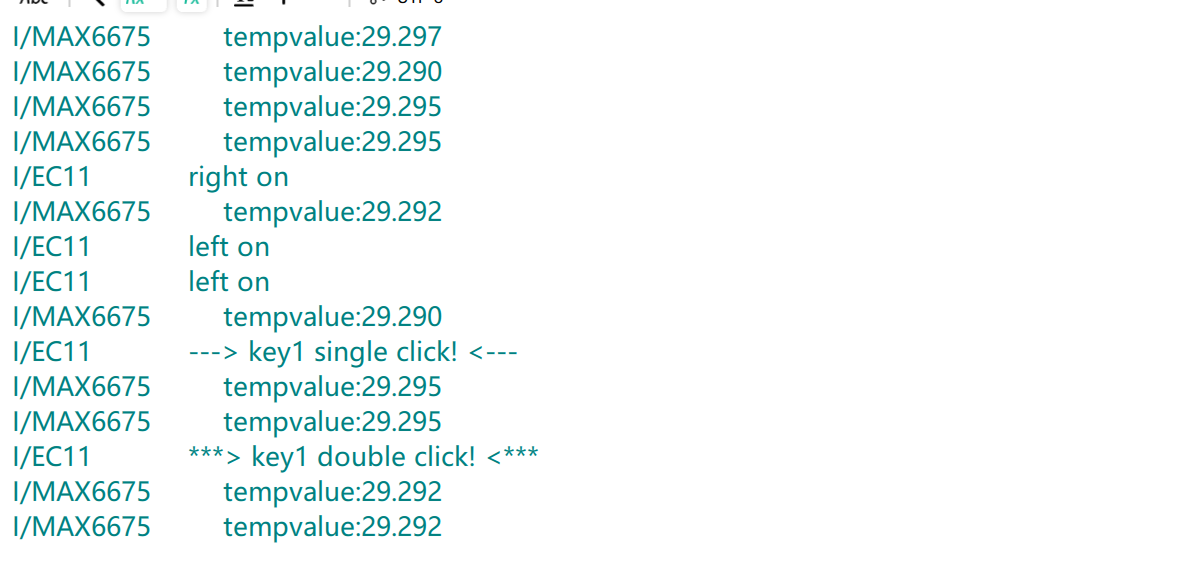 I/MAX6675 tempvalue:29.297
I/MAX6675 tempvalue:29.290
I/MAX6675 tempvalue:29.295
I/MAX6675 tempvalue:29.295
I/EC11 right on
I/MAX6675 tempvalue:29.292
I/EC11 left on
I/EC11 left on
I/MAX6675 tempvalue:29.290
I/EC11 ---> key1 single click! <---
I/MAX6675 tempvalue:29.295
I/MAX6675 tempvalue:29.295
I/EC11 ***> key1 double click! <***
I/MAX6675 tempvalue:29.292
I/MAX6675 tempvalue:29.292